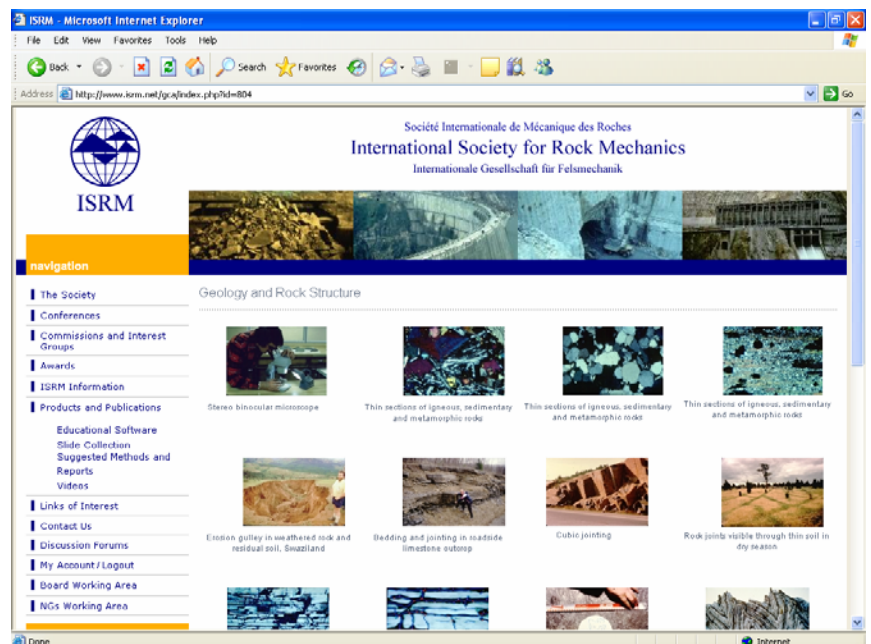 ISRM - Microsoft Internet Explorer
File Edit View Favorites Tools Help
Back Search Favorites
Address http://www.isrm.net/gca/index.php?id=804 Go
Société Internationale de Mécanique des Roches
International Society for Rock Mechanics
Internationale Gesellschaft für Felsmechanik
ISRM
navigation
The Society
Conferences
Commissions and Interest
Groups
Awards
ISRM Information
Products and Publications
Educational Software
Slide Collection
Suggested Methods and
Reports
Videos
Links of Interest
Contact Us
Discussion Forums
My Account/Logout
Board Working Area
NGs Working Area
Geology and Rock Structure
Stereo binocular microscope
Thin sections of igneous, sedimentary
and metamorphic rocks
Thin sections of igneous, sedimentary
and metamorphic rocks
Thin sections of igneous, sedimentary
and metamorphic rocks
Erosion gulley in weathered rock and
residual soil, Swaziland
Bedding and jointing in roadside
limestone outcrop
Cubic jointing
Rock joints visible through thin soil in
dry season
Done Internet